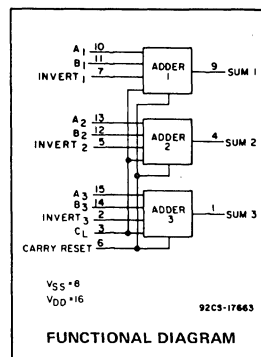 A1 10
B1 11
INVERT1 7
ADDER 1
9 SUM 1
A2 13
B2 12
INVERT2 5
ADDER 2
4 SUM 2
A3 15
B3 14
INVERT3 2
CL 3
CARRY RESET 6
ADDER 3
1 SUM 3
VSS = 8
VDD = 16
92CS-17663
FUNCTIONAL DIAGRAM